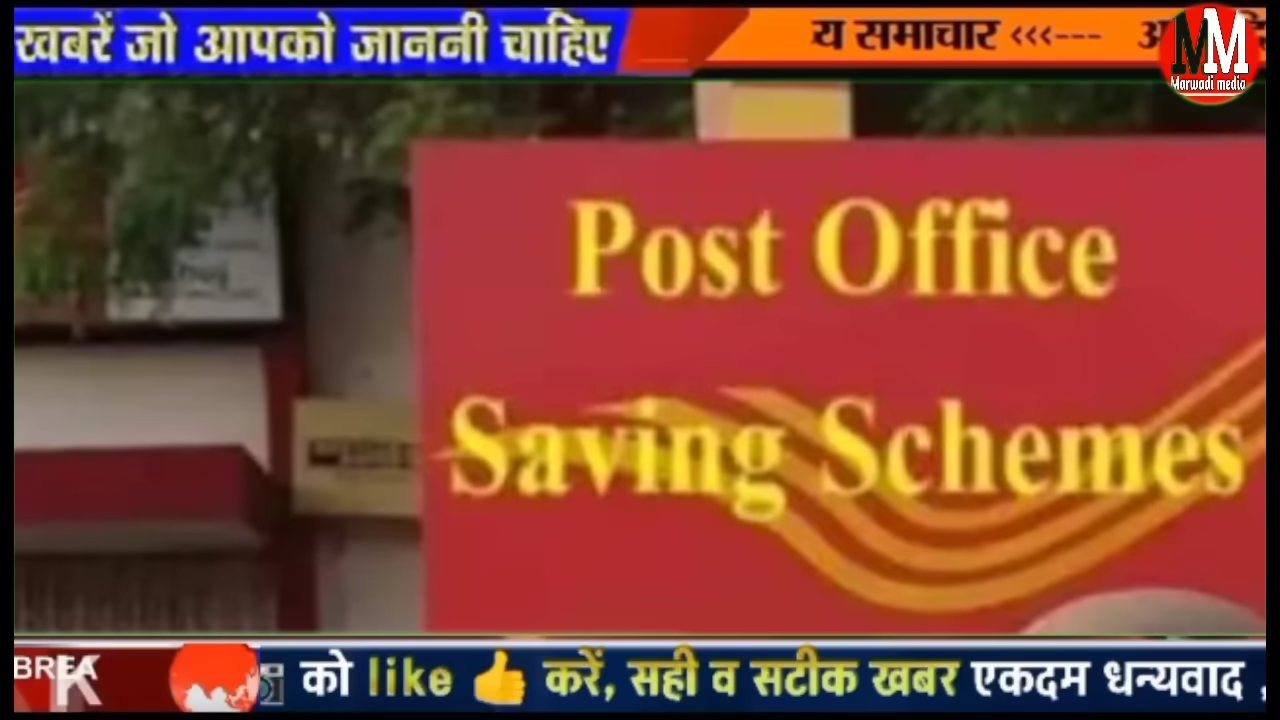 खबरें जो आपको जाननी चाहिए
य समाचार <<<---
MM
Marwadi media
Post Office
Saving Schemes
BREA
K
को like 👍 करें, सही व सटीक खबर एकदम धन्यवाद ,